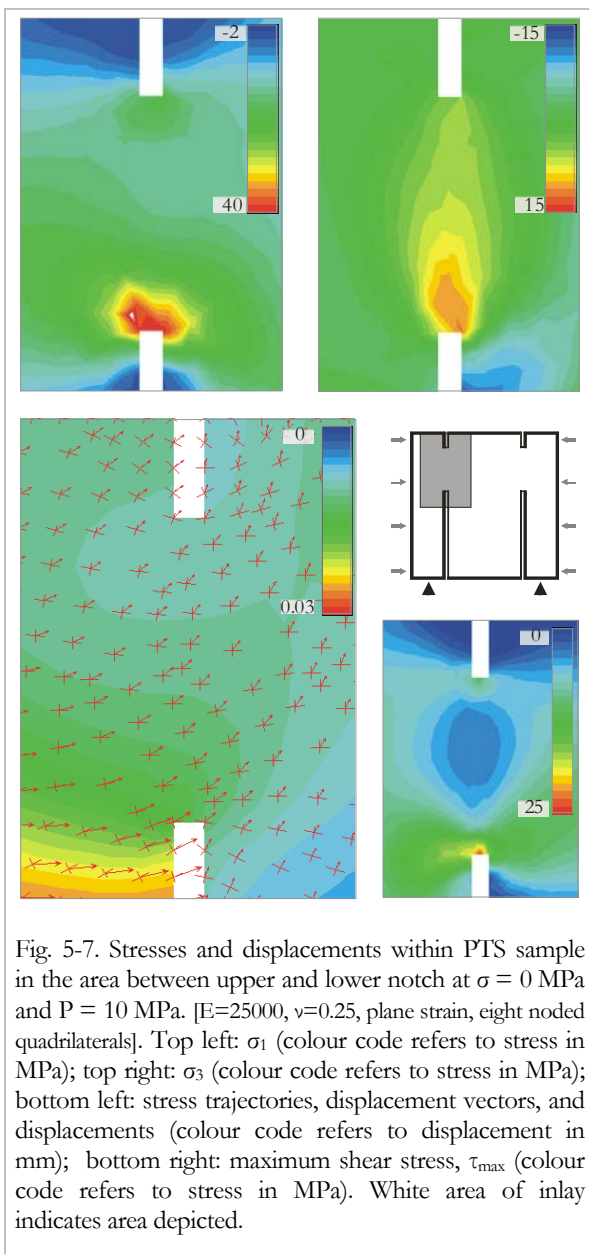 -2
40
-15
15
0
0.03
0
25
Fig. 5-7. Stresses and displacements within PTS sample
in the area between upper and lower notch at σ = 0 MPa
and P = 10 MPa. [E=25000, ν=0.25, plane strain, eight noded
quadrilaterals]. Top left: σ₁ (colour code refers to stress in
MPa); top right: σ₃ (colour code refers to stress in MPa);
bottom left: stress trajectories, displacement vectors, and
displacements (colour code refers to displacement in
mm); bottom right: maximum shear stress, τmax (colour
code refers to stress in MPa). White area of inlay
indicates area depicted.